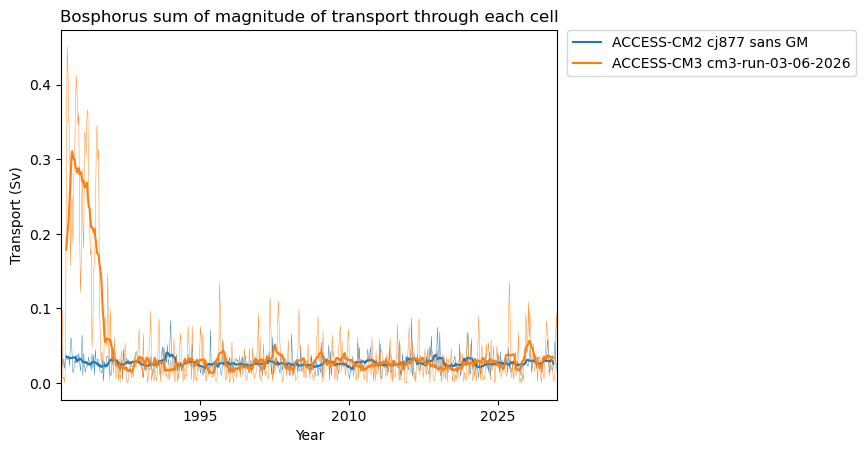 Bosphorus sum of magnitude of transport through each cell
ACCESS-CM2 cj877 sans GM
ACCESS-CM3 cm3-run-03-06-2026
Transport (Sv)
0.4
0.3
0.2
0.1
0.0
1995
2010
2025
Year